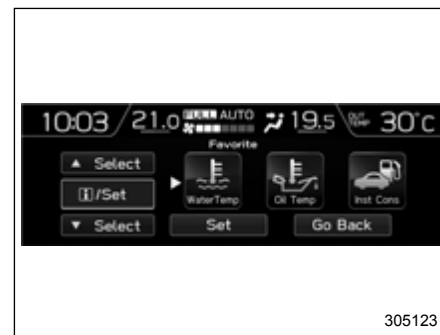 10:03 21.0 FULL AUTO 19.5 OUT TEMP 30°C
Favorite
▲ Select
i/Set
▼ Select
WaterTemp Oil Temp Inst Cons
Set Go Back
305123